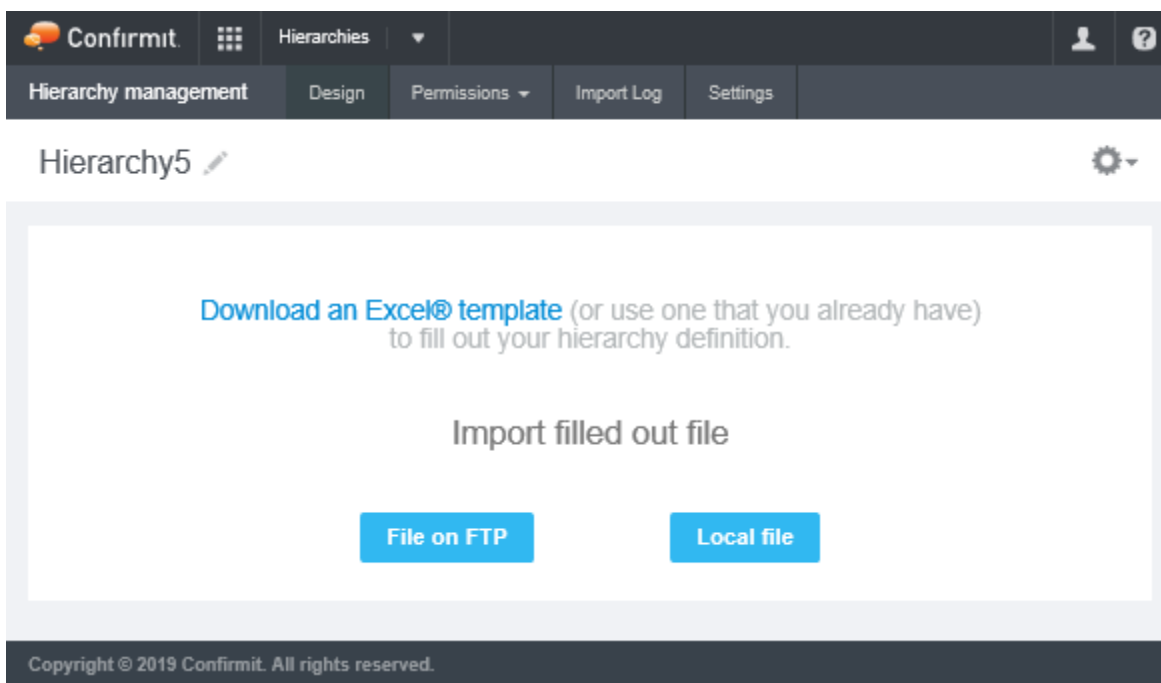 Confirmit. Hierarchies
Hierarchy management Design Permissions Import Log Settings
Hierarchy5
Download an Excel® template (or use one that you already have)
to fill out your hierarchy definition.
Import filled out file
File on FTP Local file
Copyright © 2019 Confirmit. All rights reserved.